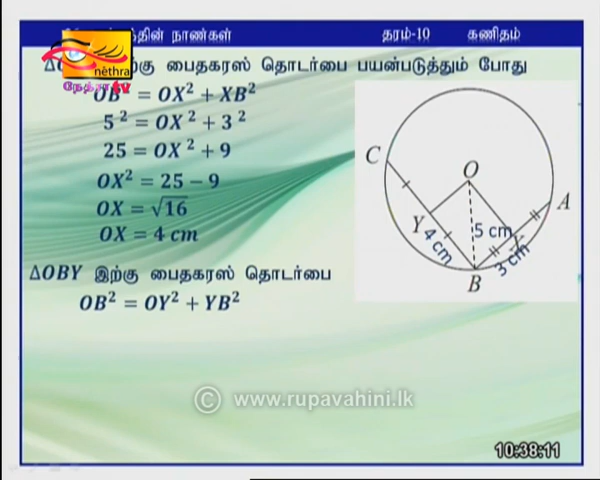 நாண்கள் தரம்-10 கணிதம்
nethra
நேத்ரா tv
இற்கு பைதகரஸ் தொடர்பை பயன்படுத்தும் போது
OB² = OX² + XB²
5² = OX² + 3²
25 = OX² + 9
OX² = 25 − 9
OX = √16
OX = 4 cm
ΔOBY இற்கு பைதகரஸ் தொடர்பை
OB² = OY² + YB²
C
O
A
Y
5 cm
X
4 cm
3 cm
B
© www.rupavahini.lk
10:38:11